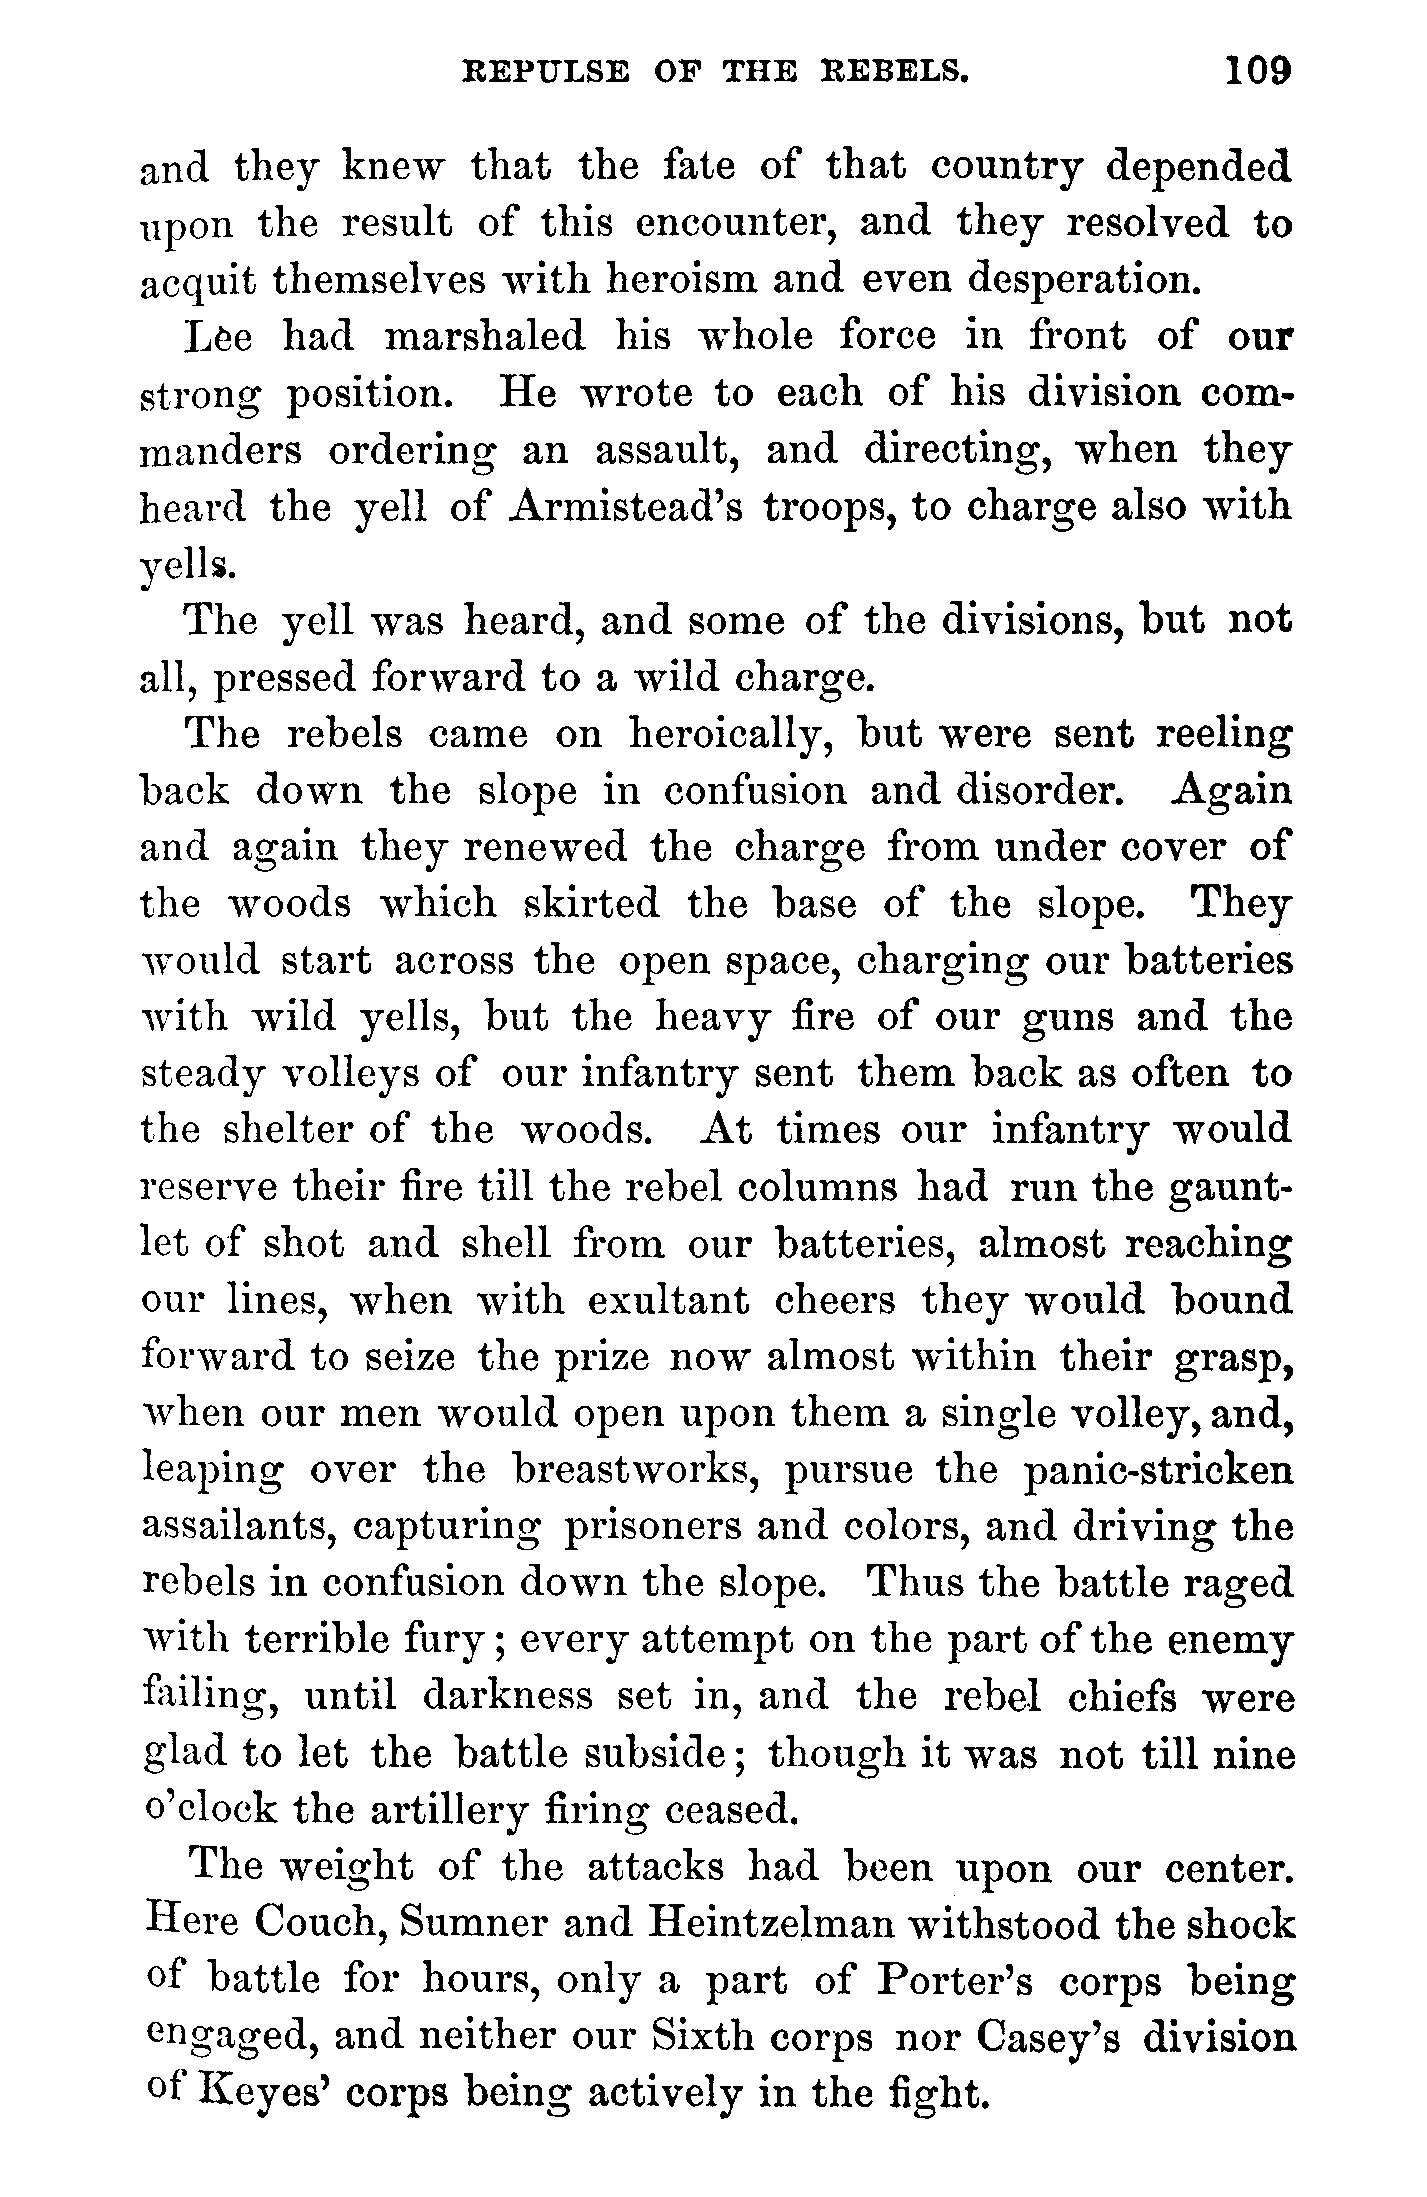 REPULSE OF THE REBELS. 109
and they knew that the fate of that country depended
upon the result of this encounter, and they resolved to
acquit themselves with heroism and even desperation.
Lee had marshaled his whole force in front of our
strong position. He wrote to each of his division com-
manders ordering an assault, and directing, when they
heard the yell of Armistead's troops, to charge also with
yells.
The yell was heard, and some of the divisions, but not
all, pressed forward to a wild charge.
The rebels came on heroically, but were sent reeling
back down the slope in confusion and disorder. Again
and again they renewed the charge from under cover of
the woods which skirted the base of the slope. They
would start across the open space, charging our batteries
with wild yells, but the heavy fire of our guns and the
steady volleys of our infantry sent them back as often to
the shelter of the woods. At times our infantry would
reserve their fire till the rebel columns had run the gaunt-
let of shot and shell from our batteries, almost reaching
our lines, when with exultant cheers they would bound
forward to seize the prize now almost within their grasp,
when our men would open upon them a single volley, and,
leaping over the breastworks, pursue the panic-stricken
assailants, capturing prisoners and colors, and driving the
rebels in confusion down the slope. Thus the battle raged
with terrible fury; every attempt on the part of the enemy
failing, until darkness set in, and the rebel chiefs were
glad to let the battle subside; though it was not till nine
o'clock the artillery firing ceased.
The weight of the attacks had been upon our center.
Here Couch, Sumner and Heintzelman withstood the shock
of battle for hours, only a part of Porter's corps being
engaged, and neither our Sixth corps nor Casey's division
of Keyes' corps being actively in the fight.